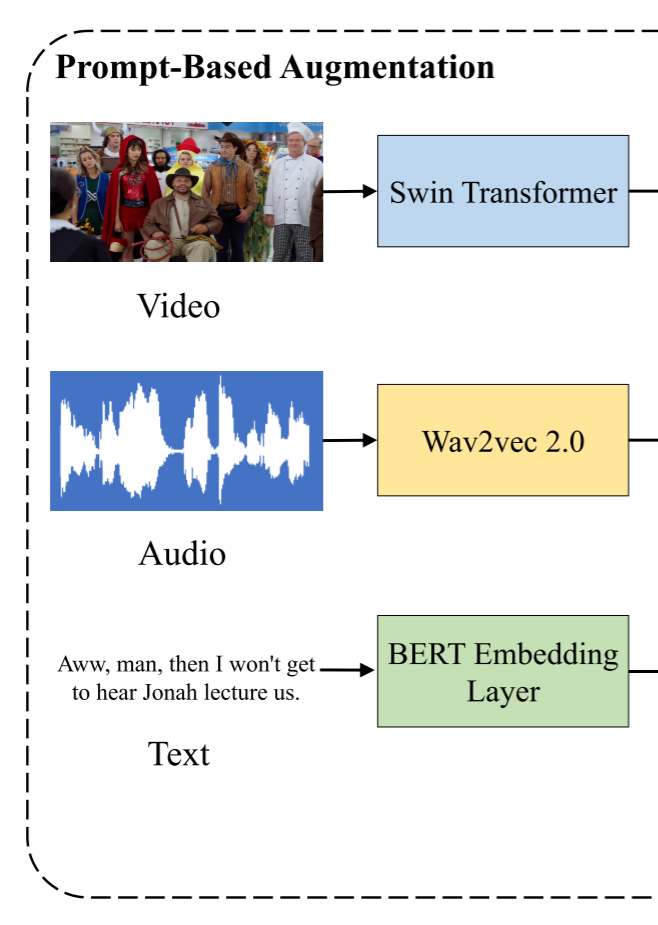 Prompt-Based Augmentation
Swin Transformer
Video
Wav2vec 2.0
Audio
Aww, man, then I won't get
to hear Jonah lecture us.
BERT Embedding
Layer
Text